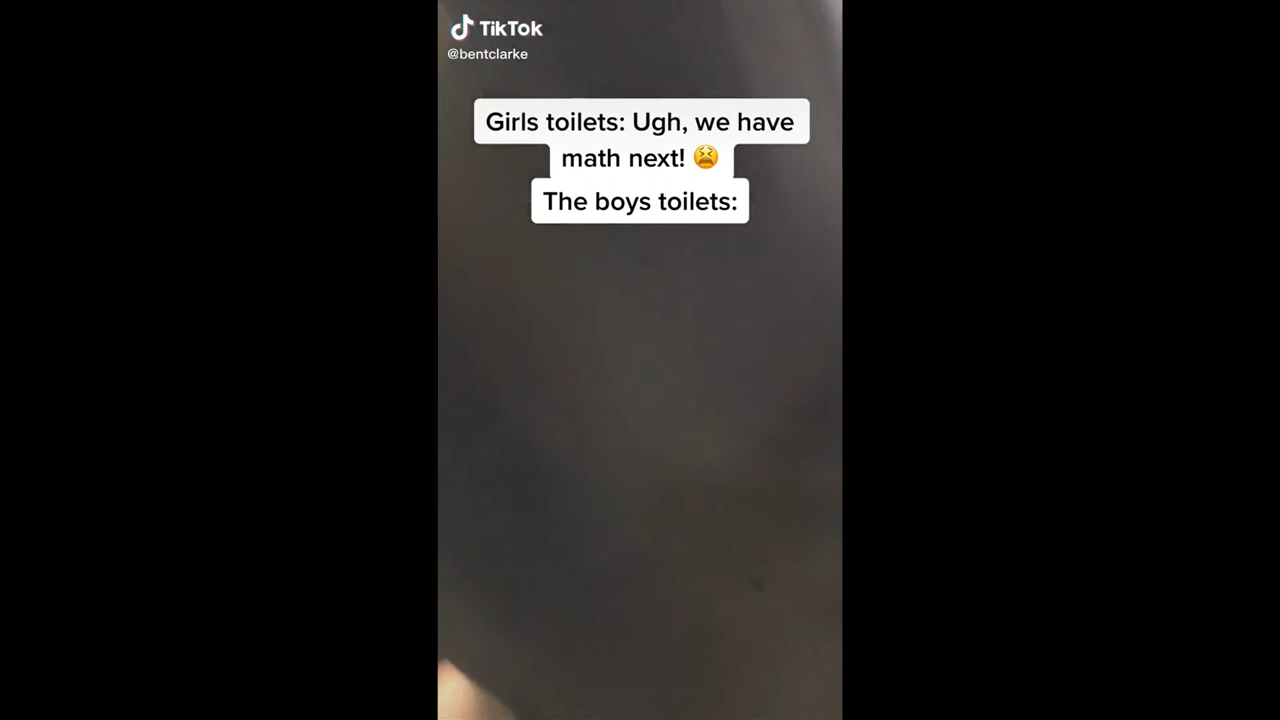 TikTok
@bentclarke
Girls toilets: Ugh, we have
math next! 😫
The boys toilets: